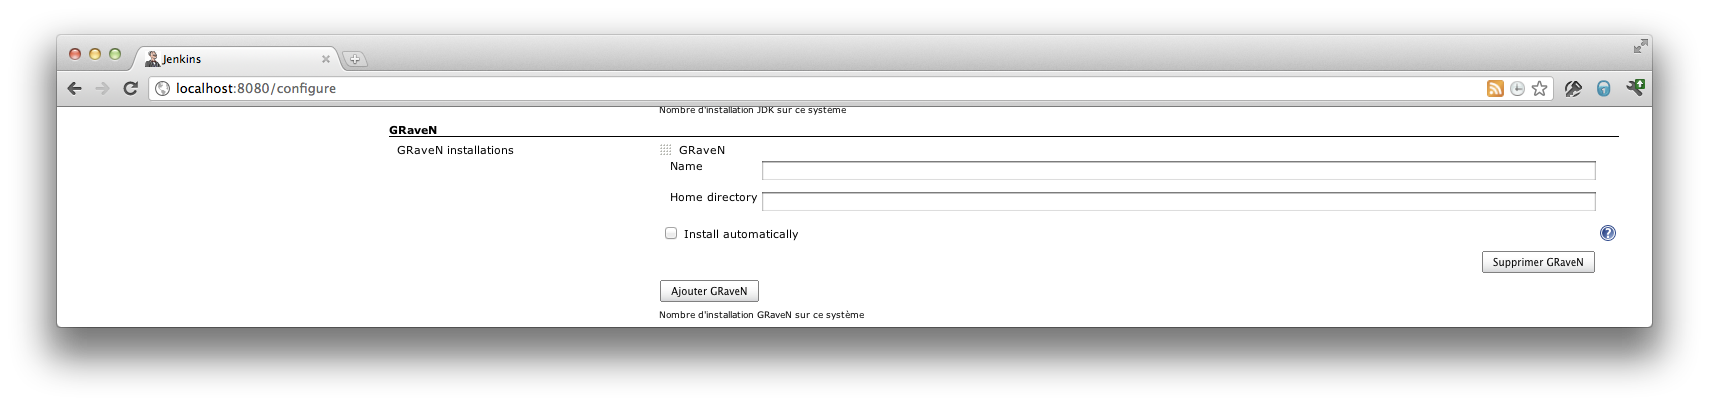 Jenkins
localhost:8080/configure
Nombre d'installation JDK sur ce système
GRaveN
GRaveN installations
GRaveN
Name
Home directory
Install automatically
?
Supprimer GRaveN
Ajouter GRaveN
Nombre d'installation GRaveN sur ce système